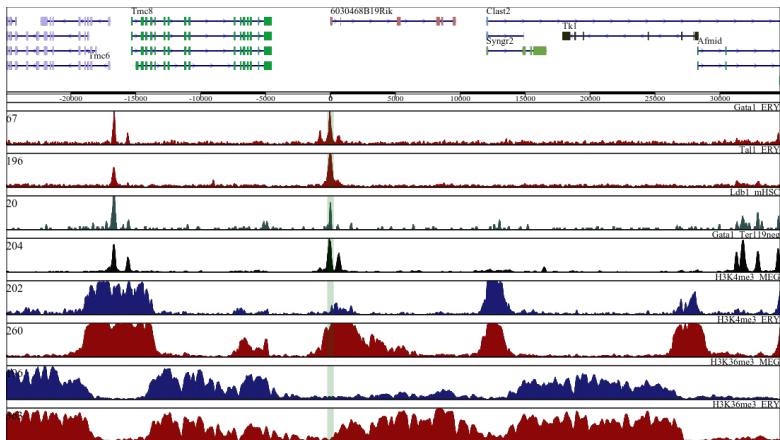 Tmc8 6030468B19Rik Clast2
Tk1
Tmc6 Syngr2 Afmid
-20000 -15000 -10000 -5000 0 5000 10000 15000 20000 25000 30000
Gata1_ERY
67
Tal1_ERY
196
Ldb1_mHSC
20
Gata1_Ter119neg
204
H3K4me3_MEG
202
H3K4me3_ERY
260
H3K36me3_MEG
H3K36me3_ERY